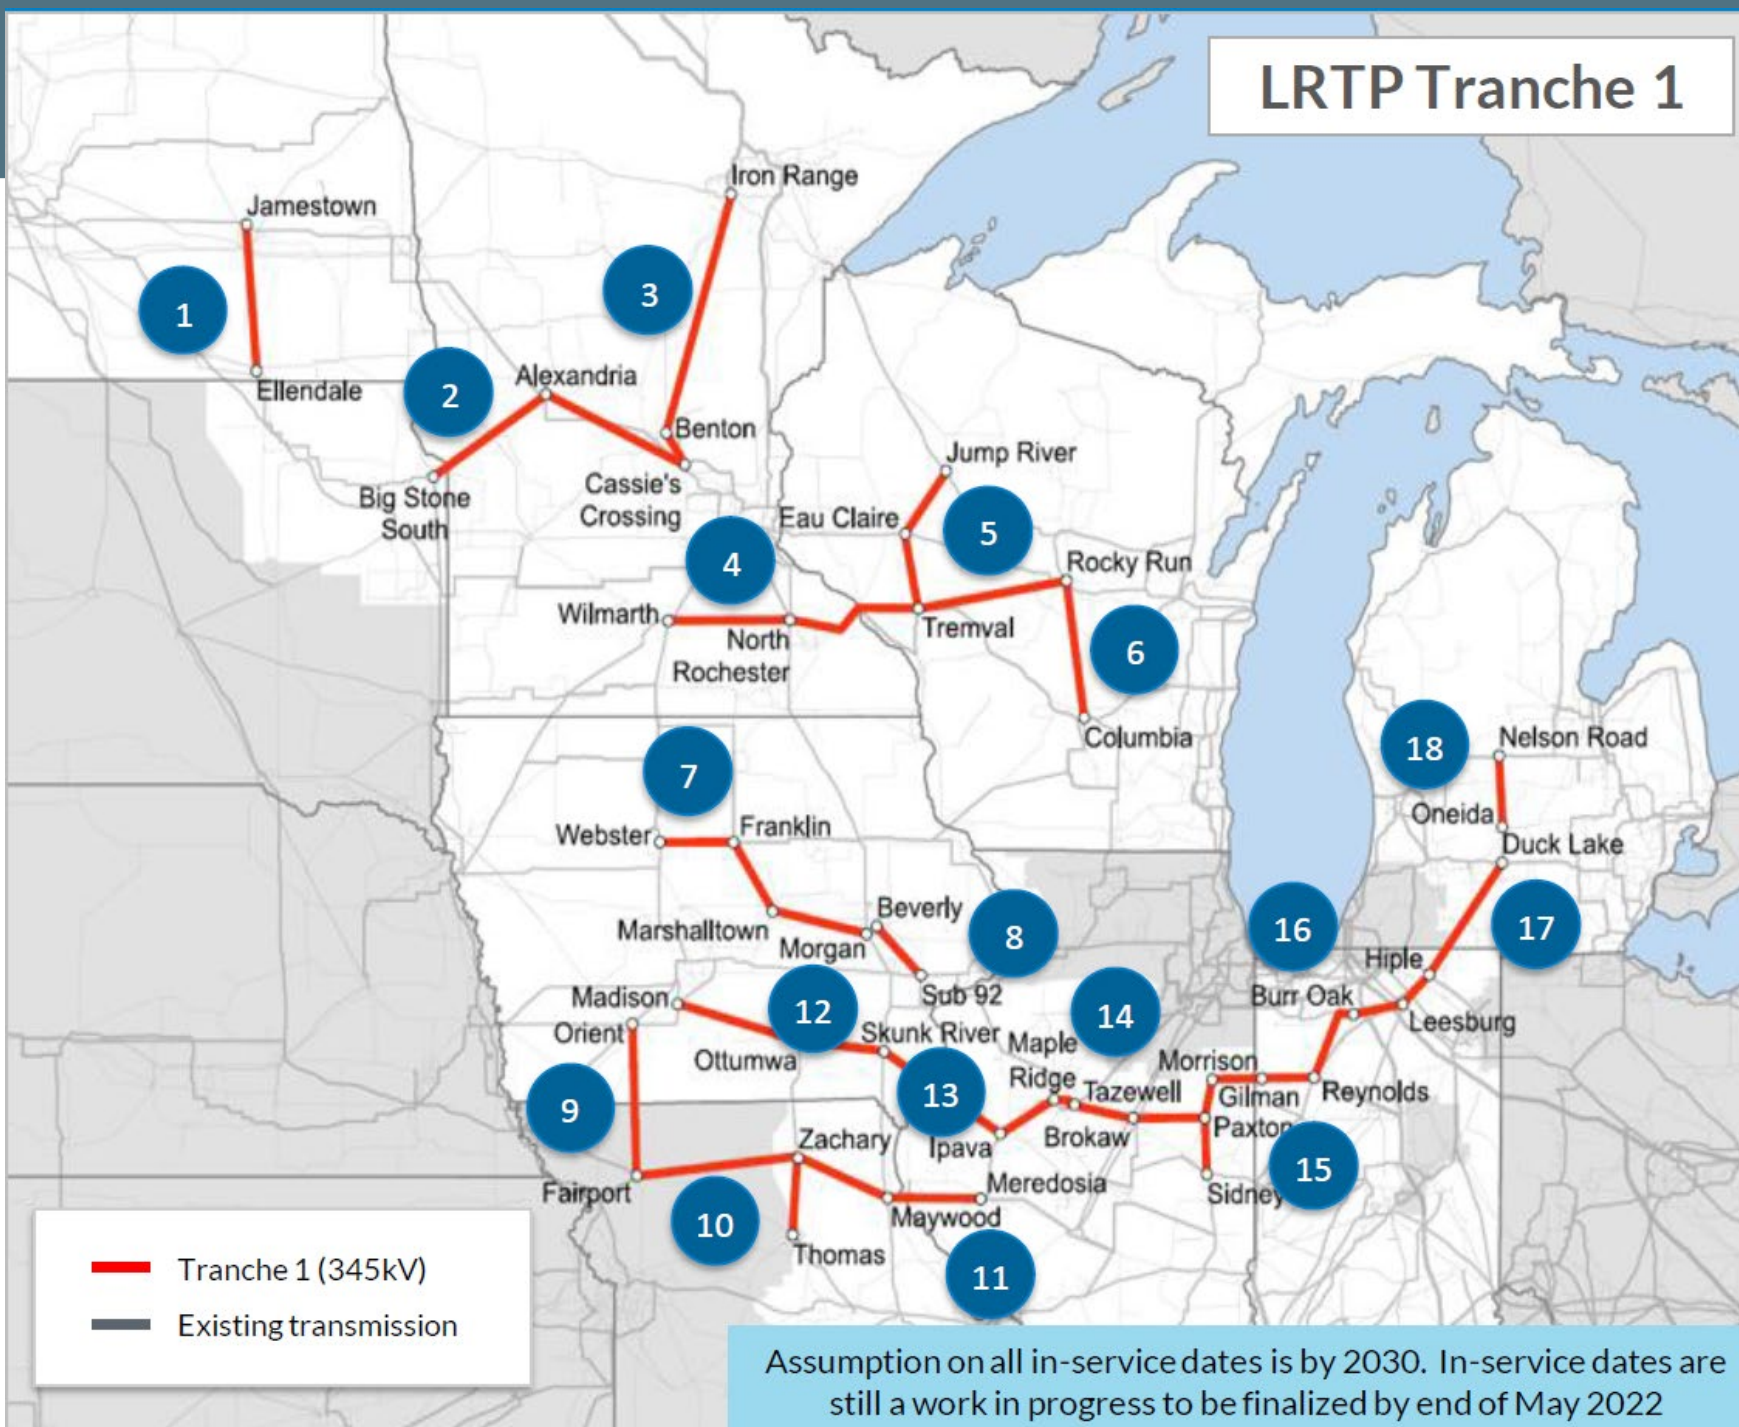 LRTP Tranche 1
Iron Range
Jamestown
3
1
Alexandria
2
Ellendale
Benton
Jump River
Cassie's
Crossing
Big Stone
South
Eau Claire
5
4
Rocky Run
Wilmarth
North
Rochester
Tremval
6
Columbia
18
Nelson Road
7
Oneida
Webster
Franklin
Duck Lake
Beverly
Marshalltown
Morgan
8
16
17
Hiple
Madison
Sub 92
Burr Oak
12
14
Orient
Skunk River
Leesburg
Ottumwa
Maple
Ridge
Morrison
9
13
Tazewell
Gilman
Reynolds
Zachary
Ipava
Brokaw
Paxton
15
Fairport
Meredosia
Sidney
10
Maywood
Thomas
11
Tranche 1 (345kV)
Existing transmission
Assumption on all in-service dates is by 2030. In-service dates are
still a work in progress to be finalized by end of May 2022